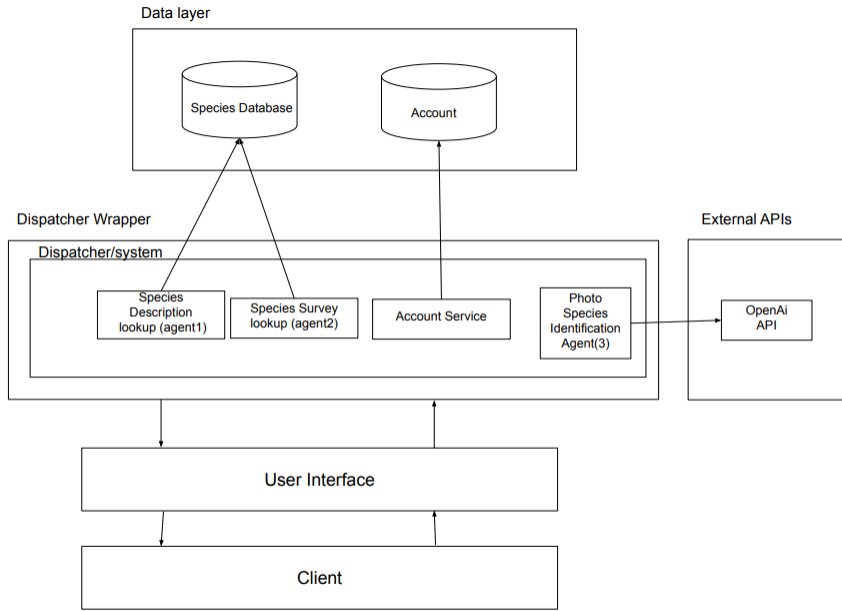 Data layer
Species Database
Account
Dispatcher Wrapper
External APIs
Dispatcher/system
Species
Description
lookup (agent1)
Species Survey
lookup (agent2)
Account Service
Photo
Species
Identification
Agent(3)
OpenAi
API
User Interface
Client